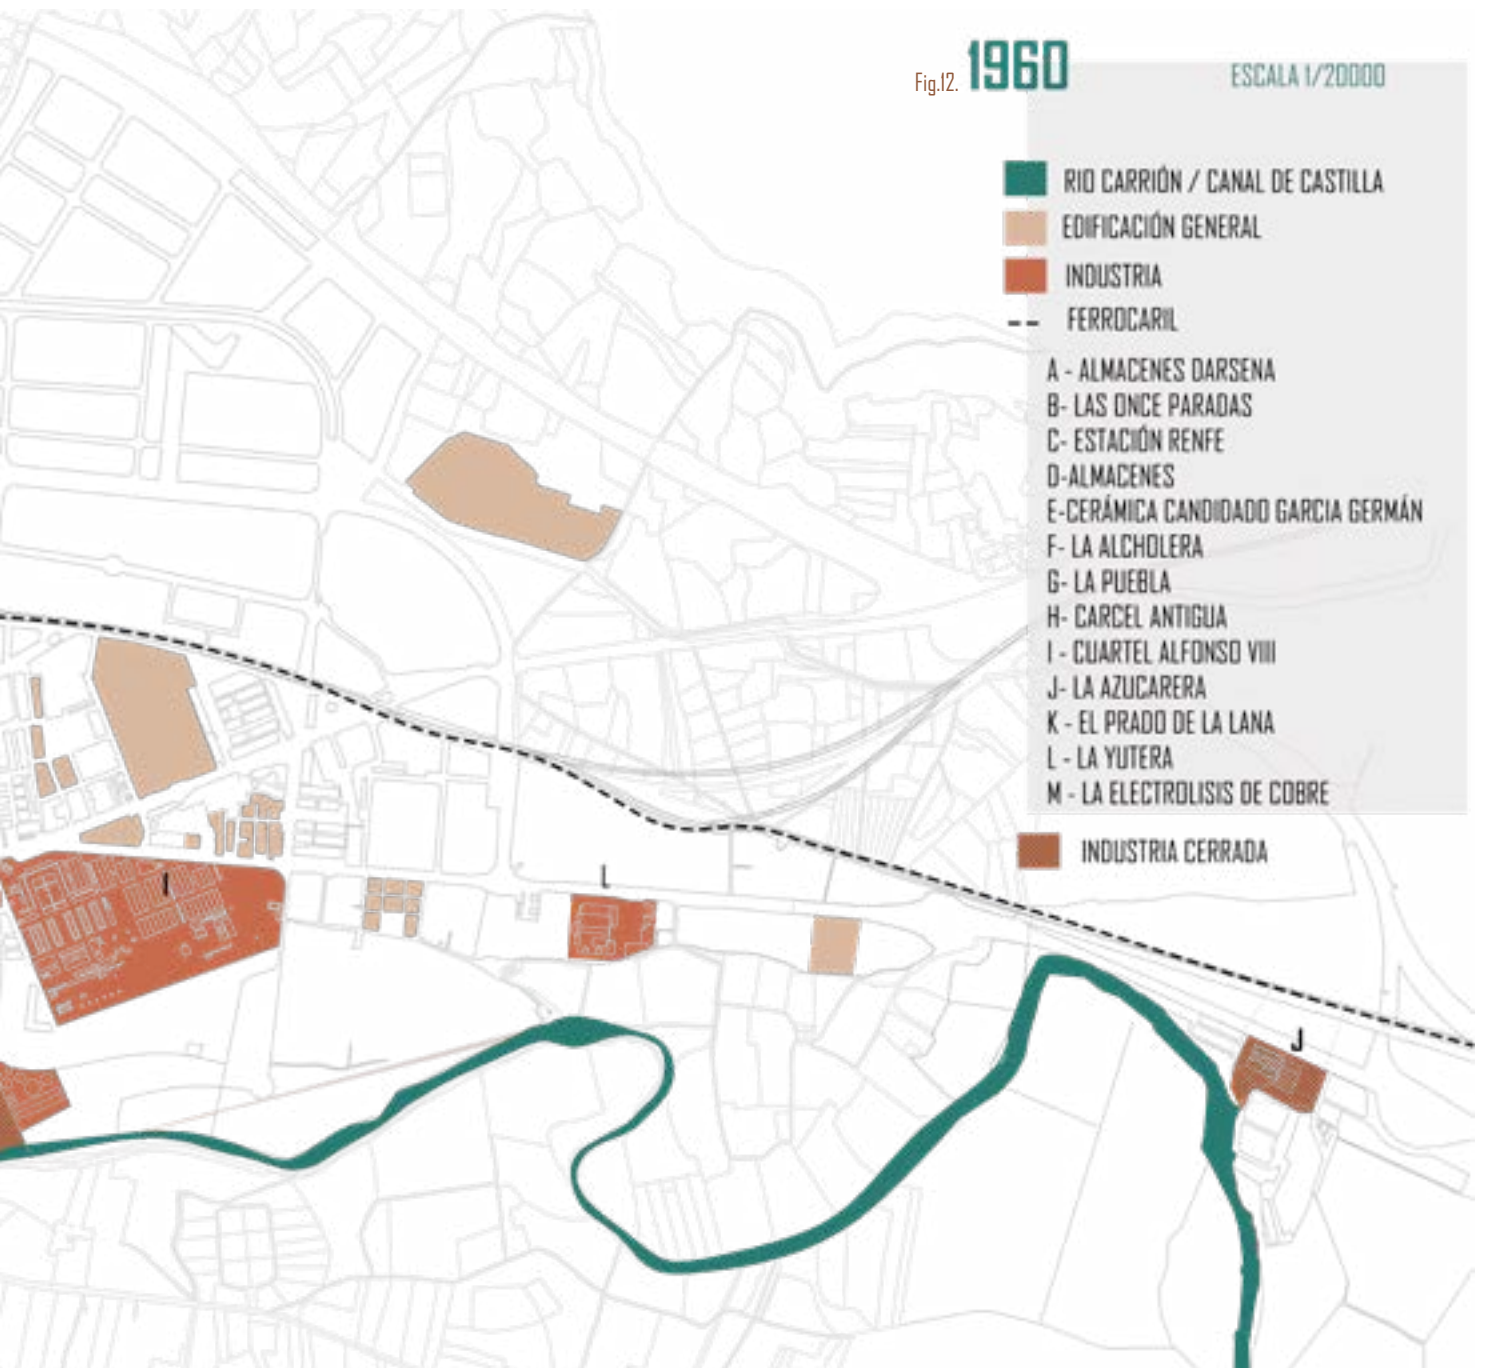 Fig.12. 1960 ESCALA 1/20000
RIO CARRIÓN / CANAL DE CASTILLA
EDIFICACIÓN GENERAL
INDUSTRIA
FERROCARIL
A - ALMACENES DARSENA
B- LAS ONCE PARADAS
C- ESTACIÓN RENFE
D-ALMACENES
E-CERÁMICA CANDIDADO GARCIA GERMÁN
F- LA ALCHOLERA
G- LA PUEBLA
H- CARCEL ANTIGUA
I - CUARTEL ALFONSO VIII
J- LA AZUCARERA
K - EL PRADO DE LA LANA
L - LA YUTERA
M - LA ELECTROLISIS DE COBRE
INDUSTRIA CERRADA
I
L
J